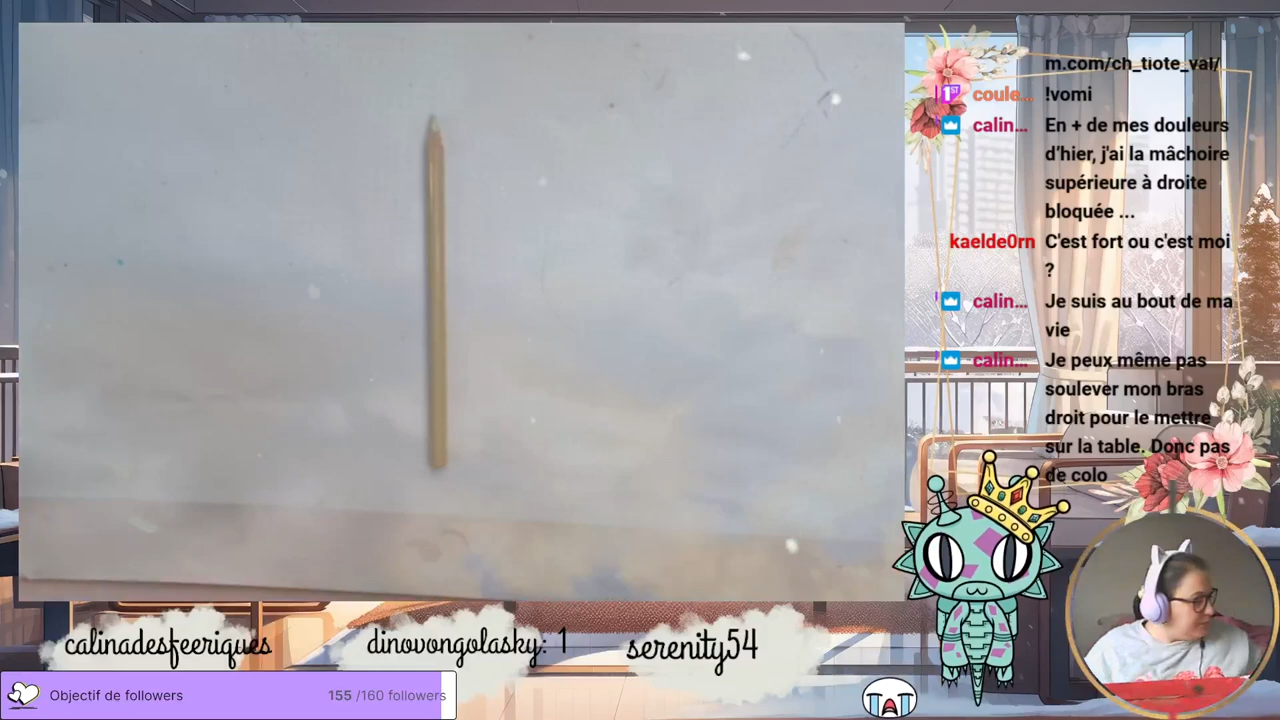 m.com/ch_tiote_val/
1ST coule... !vomi
calin... En + de mes douleurs
d'hier, j'ai la mâchoire
supérieure à droite
bloquée ...
kaelde0rn C'est fort ou c'est moi
?
calin... Je suis au bout de ma
vie
calin... Je peux même pas
soulever mon bras
droit pour le mettre
sur la table. Donc pas
de colo
calinadesfeeriques
dinovongolasky: 1
serenity54
Objectif de followers 155 /160 followers